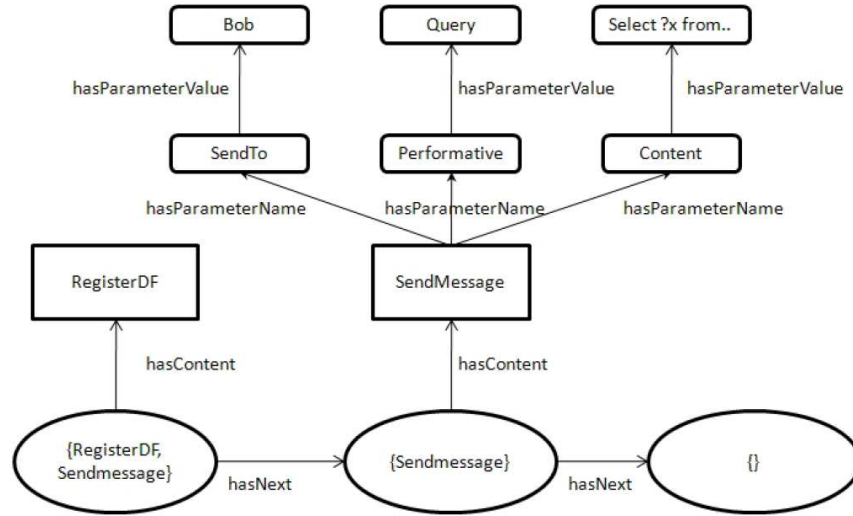 Bob
Query
Select ?x from..
hasParameterValue
hasParameterValue
hasParameterValue
SendTo
Performative
Content
hasParameterName
hasParameterName
hasParameterName
RegisterDF
SendMessage
hasContent
hasContent
{RegisterDF,
Sendmessage}
{Sendmessage}
{}
hasNext
hasNext